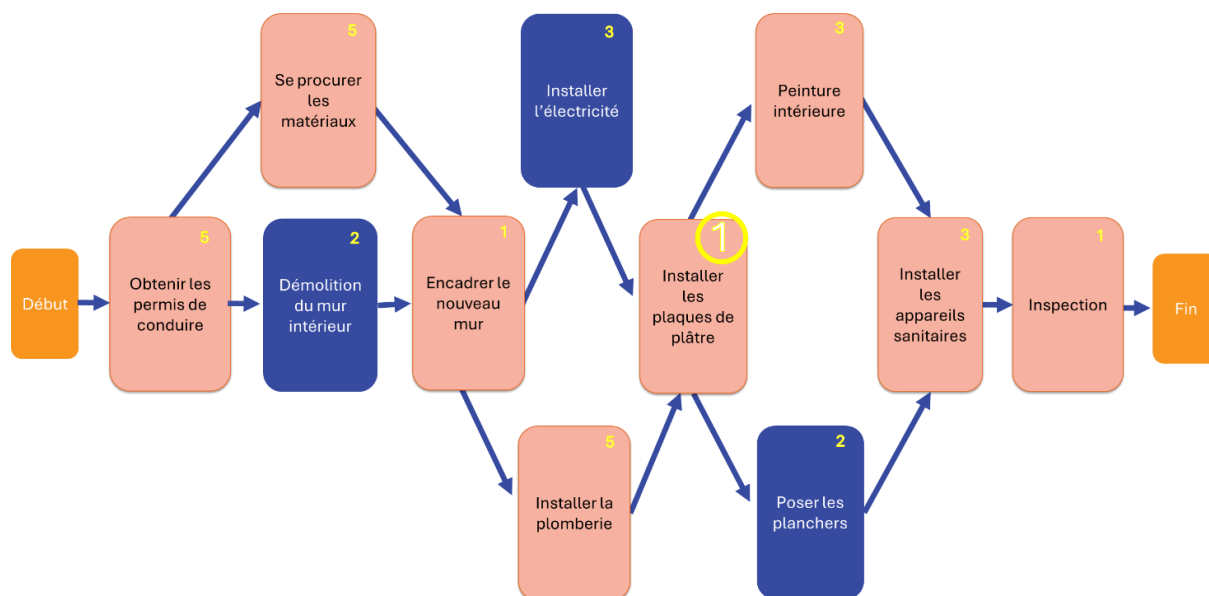 Début
5
Obtenir les
permis de
conduire
5
Se procurer
les
matériaux
2
Démolition
du mur
intérieur
1
Encadrer le
nouveau
mur
3
Installer
l’électricité
5
Installer la
plomberie
1
Installer
les
plaques de
plâtre
3
Peinture
intérieure
2
Poser les
planchers
3
Installer
les
appareils
sanitaires
1
Inspection
Fin